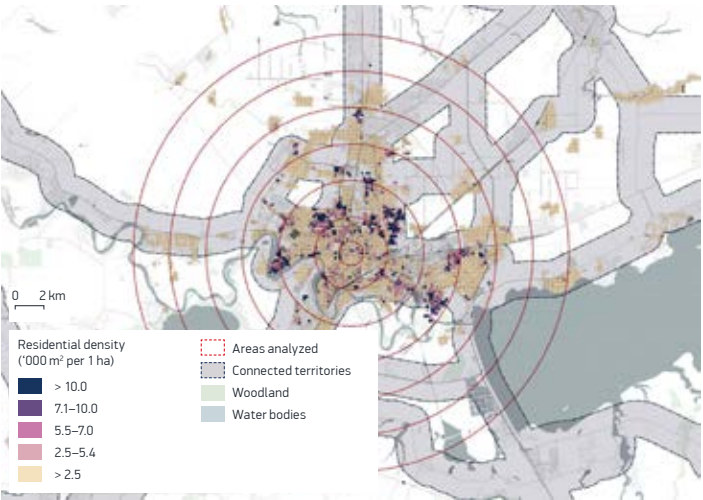 0 2 km
Residential density
('000 m² per 1 ha)
> 10.0
7.1–10.0
5.5–7.0
2.5–5.4
> 2.5
Areas analyzed
Connected territories
Woodland
Water bodies